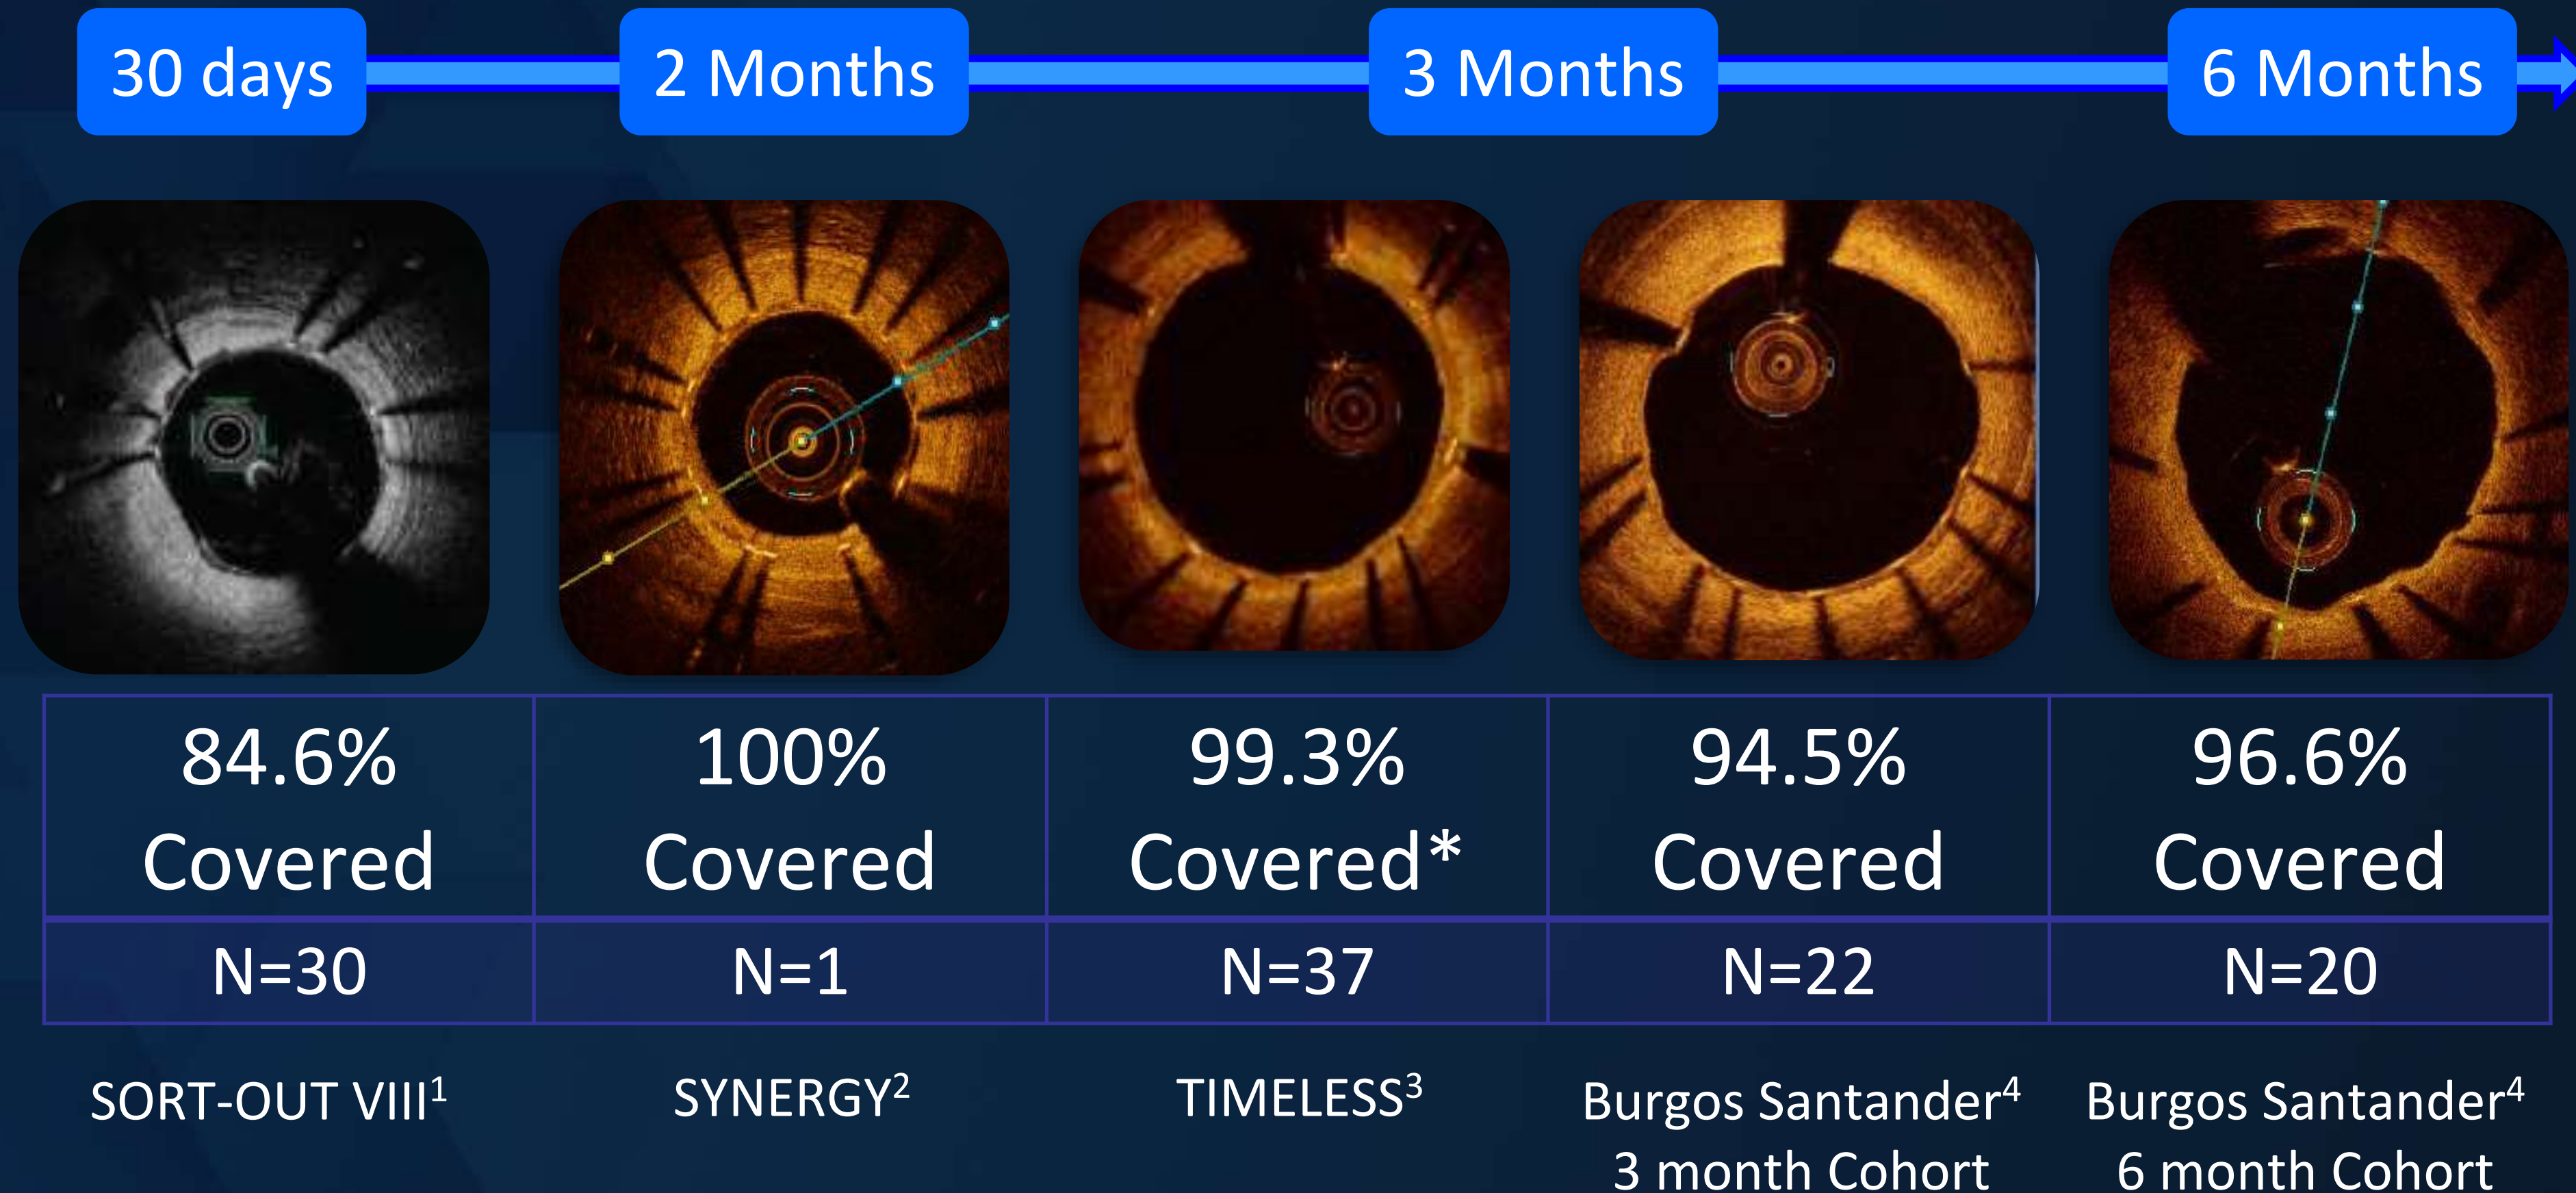 30 days
2 Months
3 Months
6 Months
84.6%
Covered
100%
Covered
99.3%
Covered*
94.5%
Covered
96.6%
Covered
N=30
N=1
N=37
N=22
N=20
SORT-OUT VIII¹
SYNERGY²
TIMELESS³
Burgos Santander⁴
3 month Cohort
Burgos Santander⁴
6 month Cohort